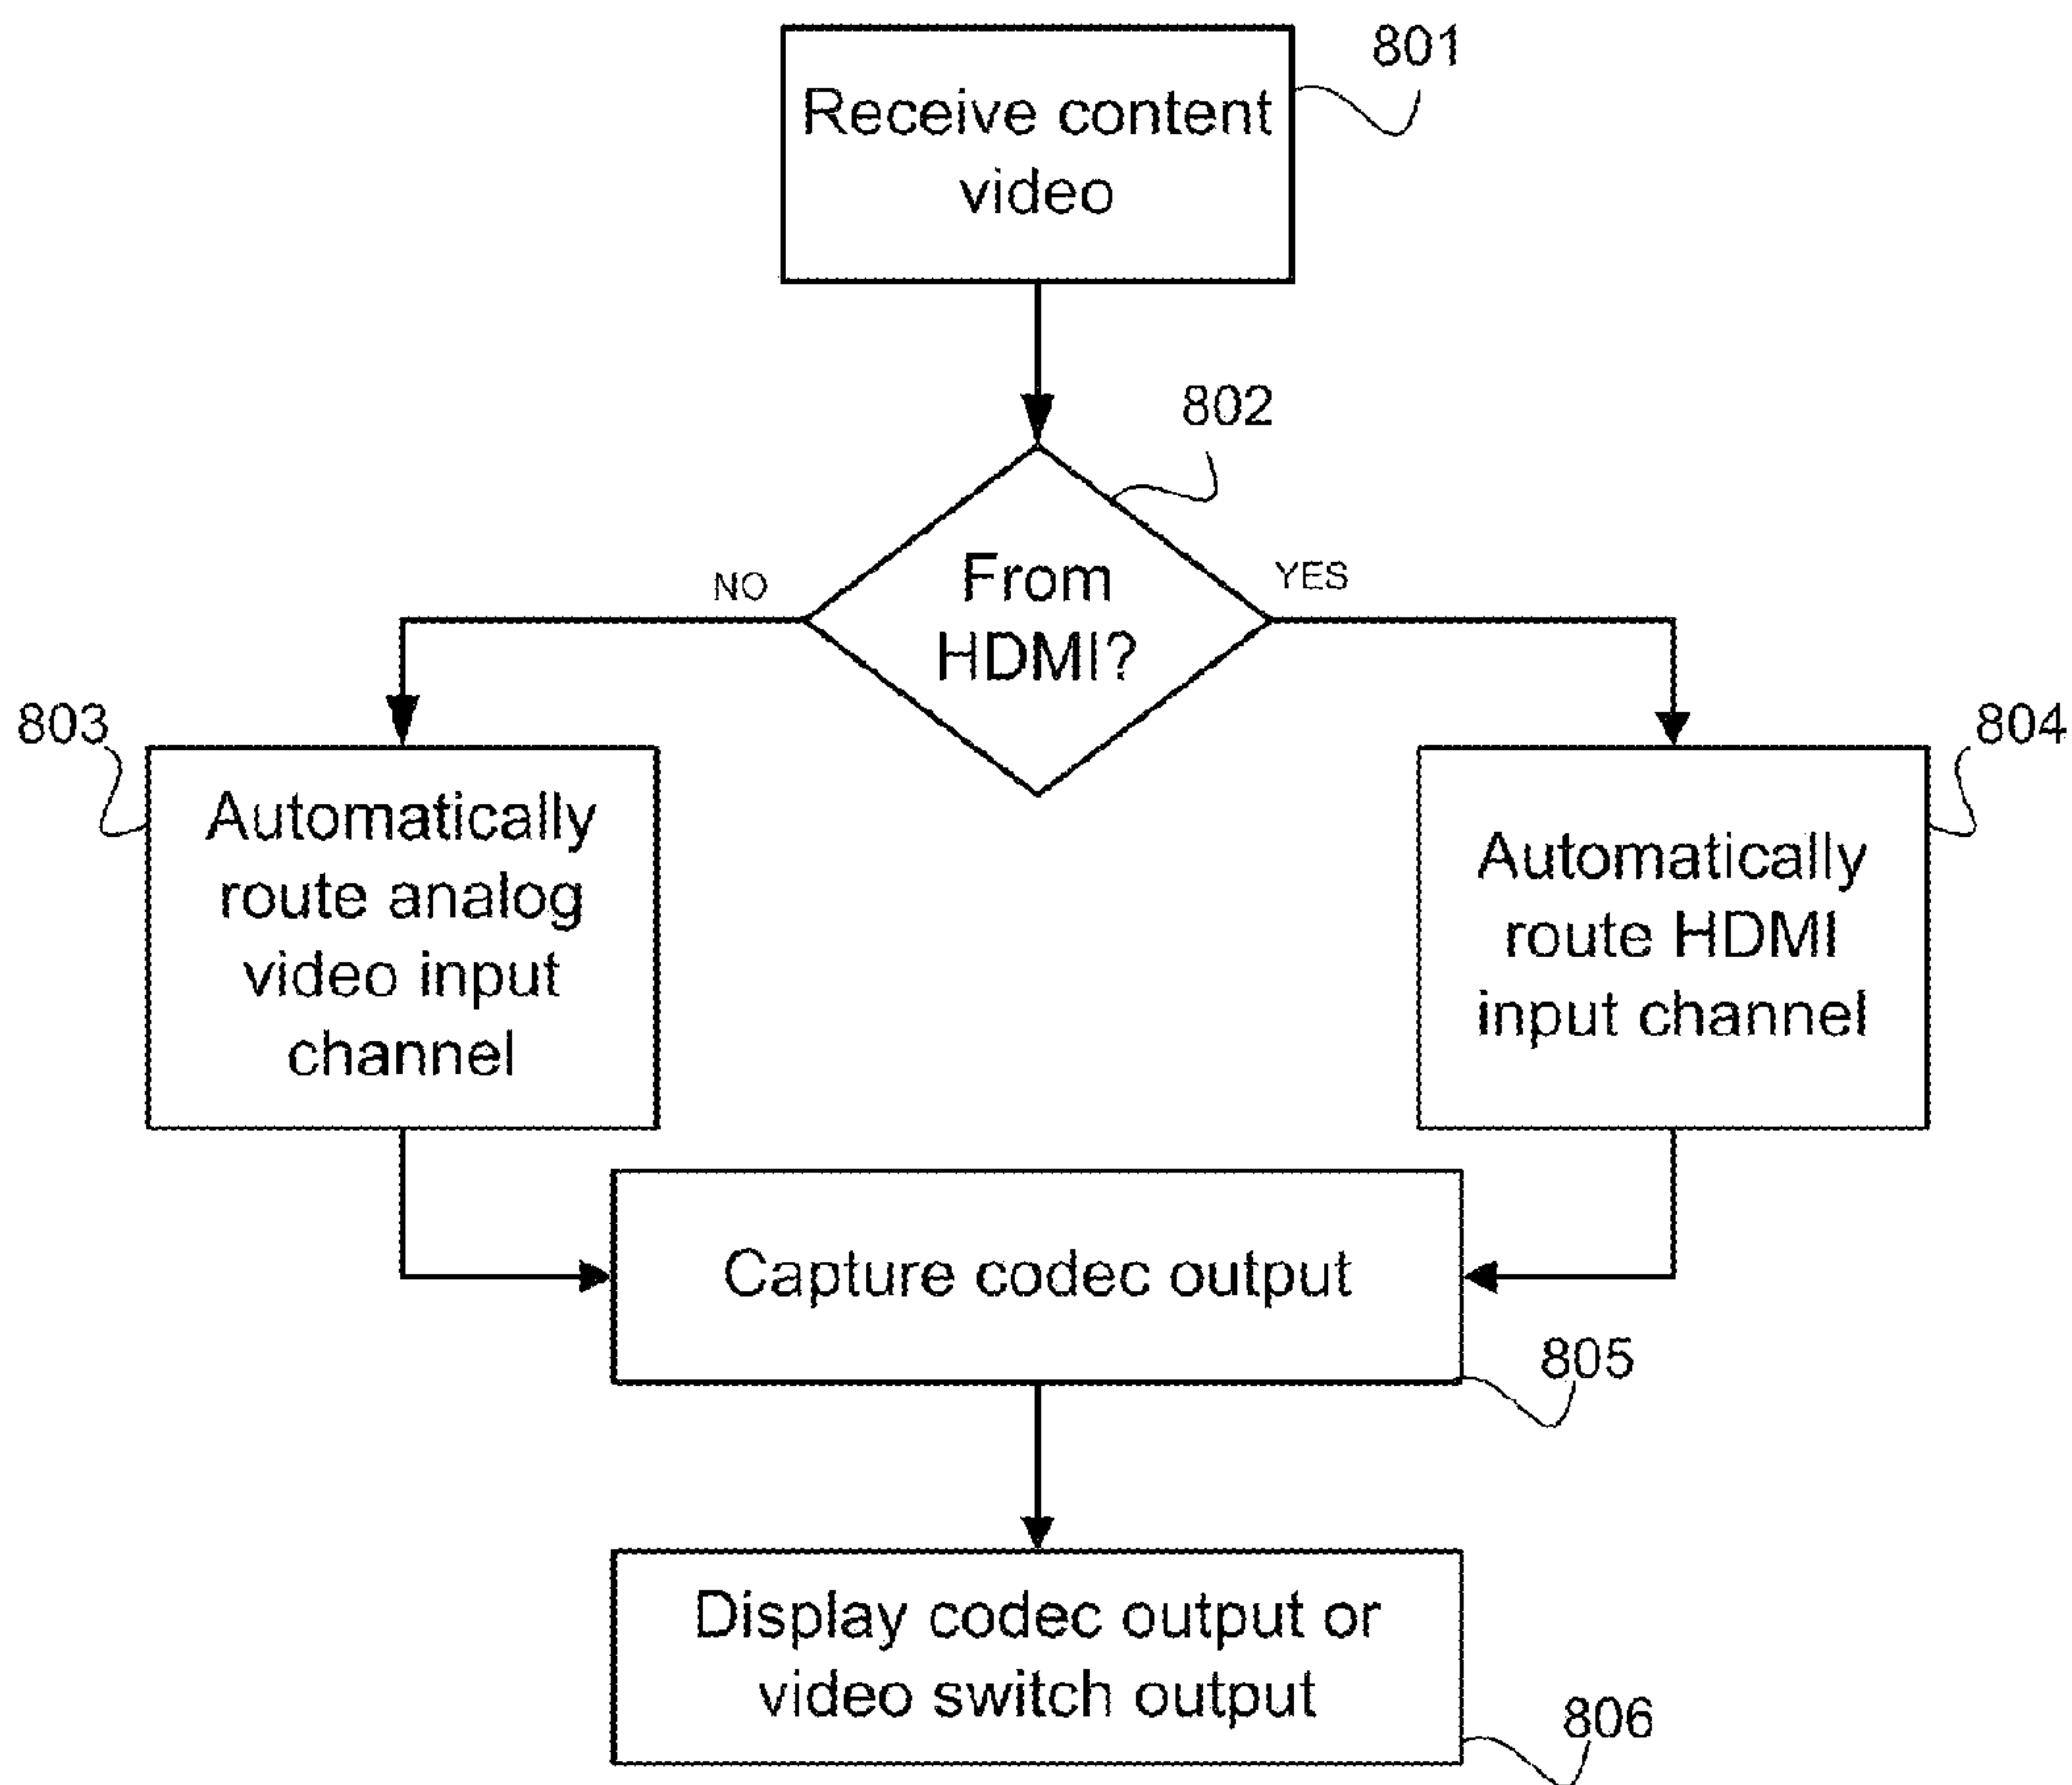 801
Receive content
video
802
From
HDMI?
NO
YES
803
Automatically
route analog
video input
channel
804
Automatically
route HDMI
input channel
Capture codec output
805
Display codec output or
video switch output
806